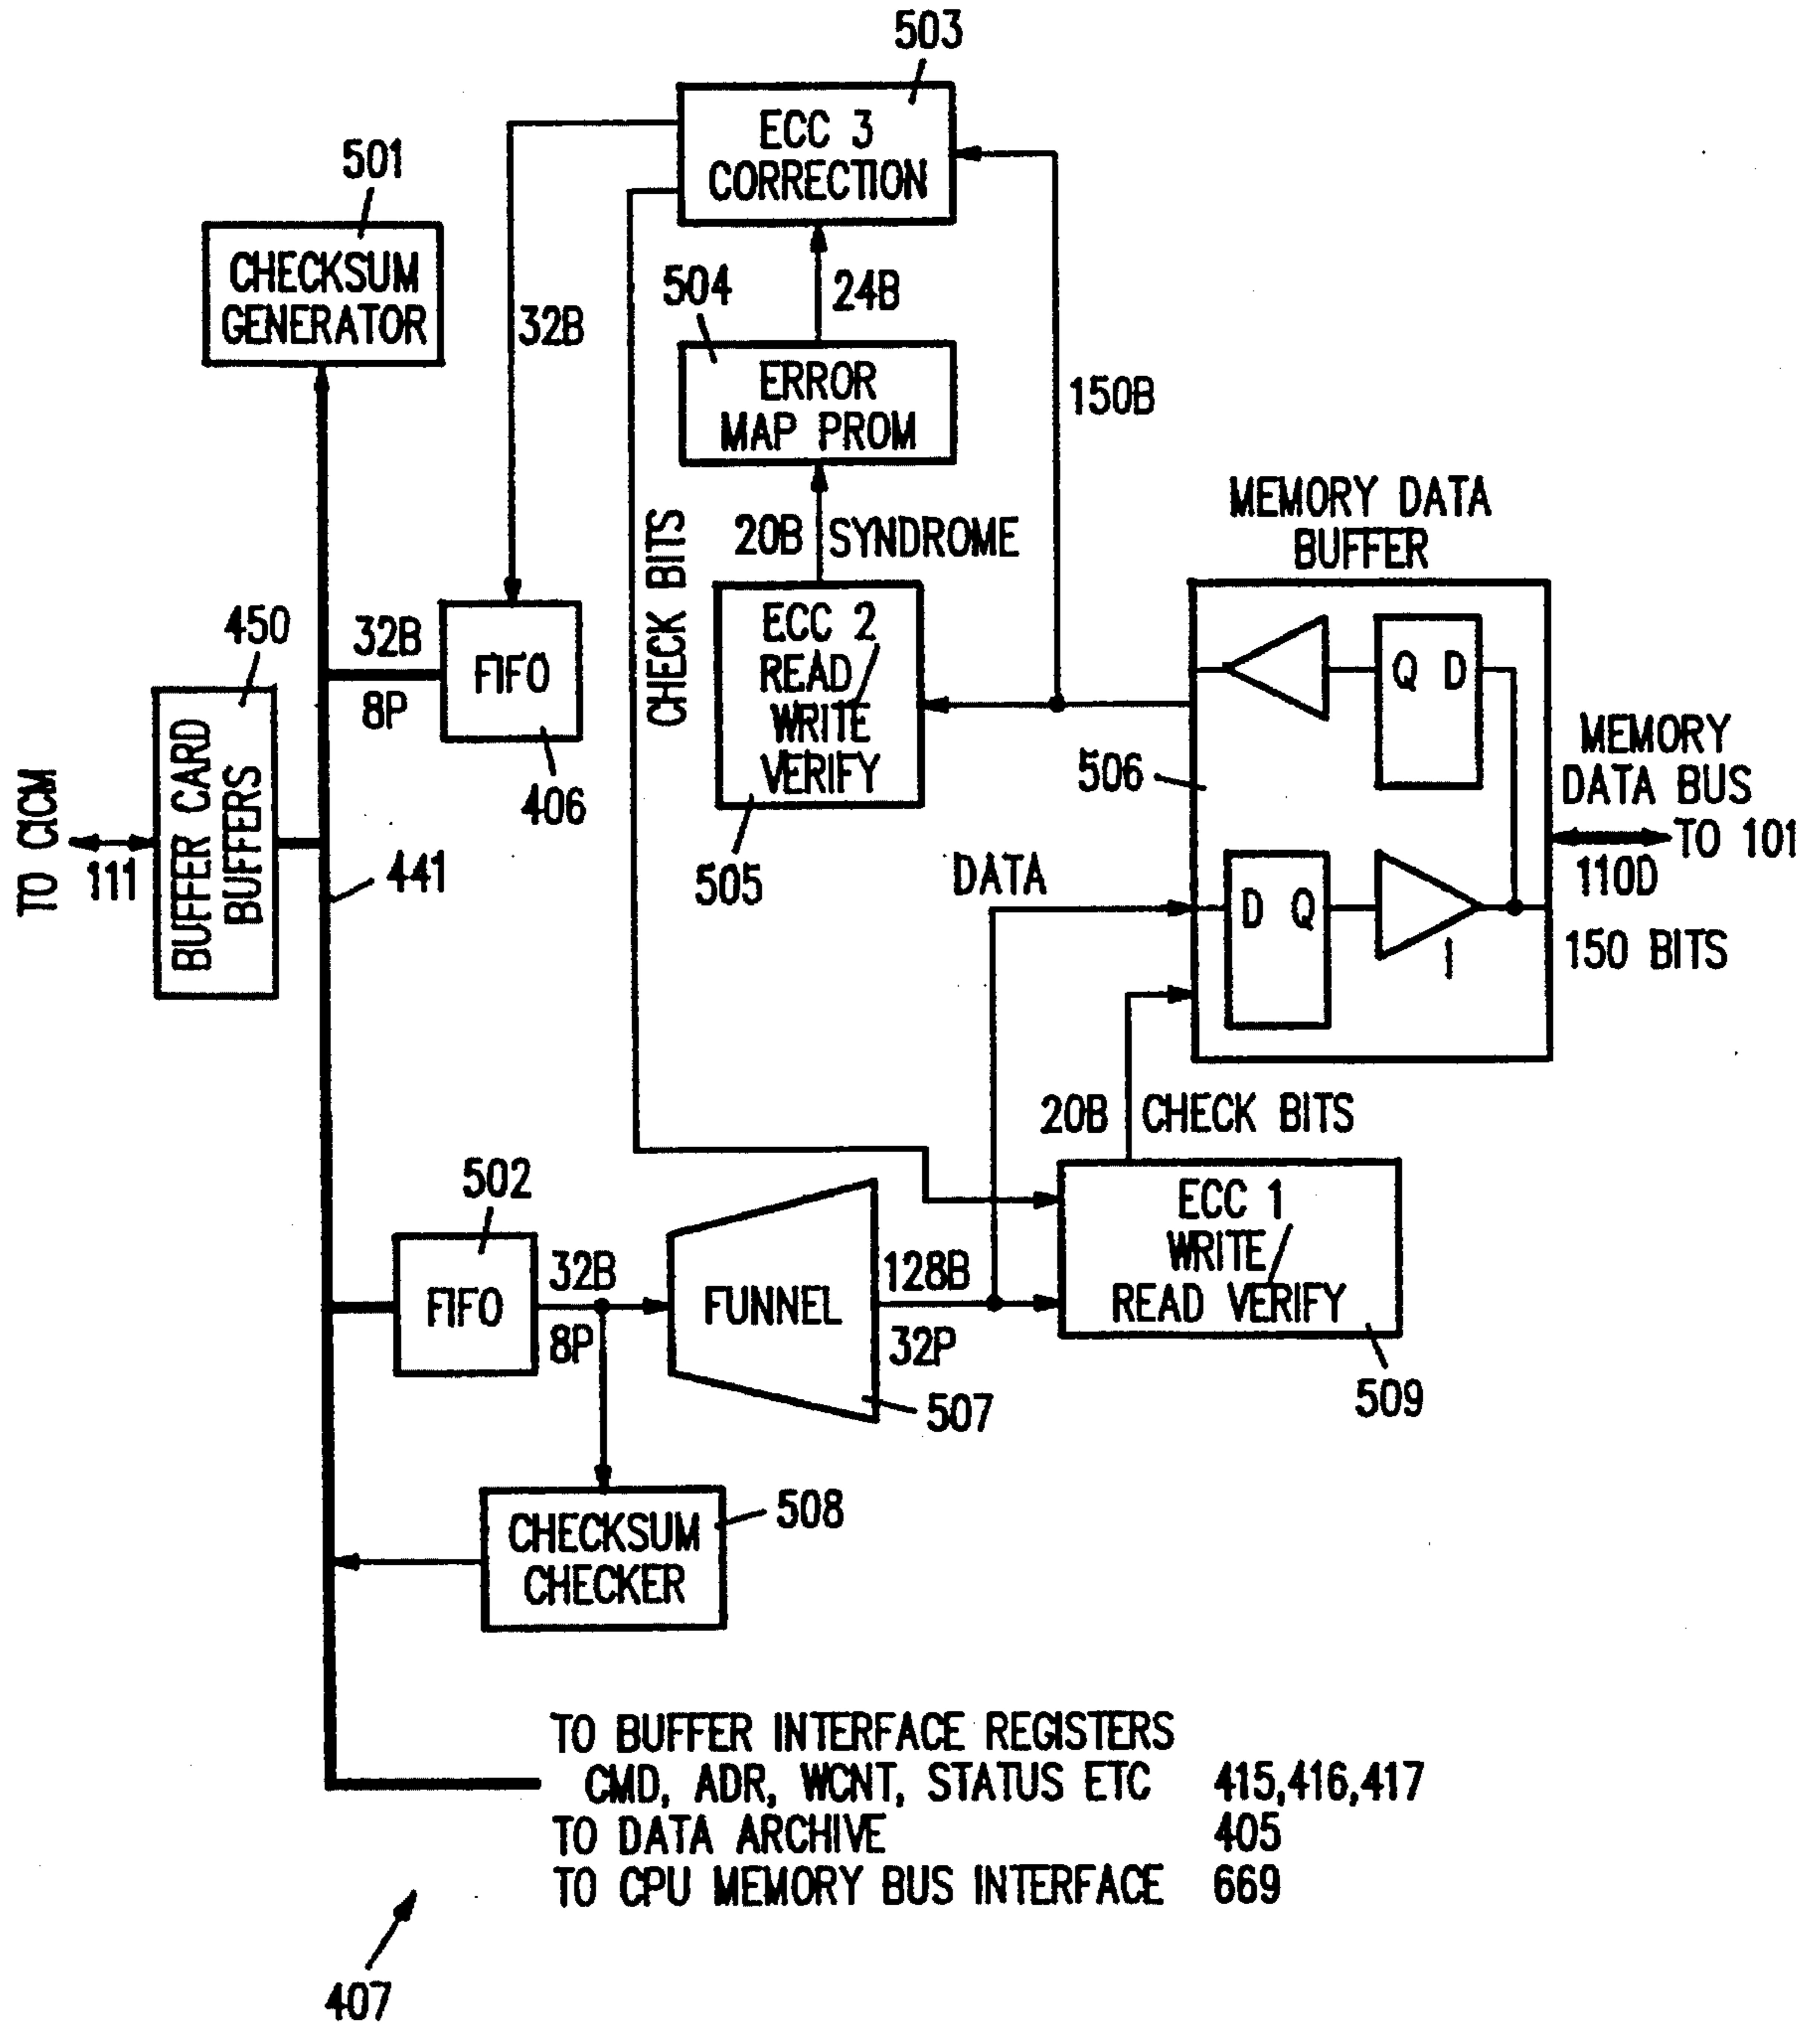 503
ECC 3
CORRECTION
501
CHECKSUM
GENERATOR
32B
504
24B
ERROR
MAP PROM
150B
CHECK BITS
20B SYNDROME
MEMORY DATA
BUFFER
450
32B
8P
FIFO
406
ECC 2
READ/
WRITE
VERIFY
505
Q D
506
MEMORY
DATA BUS
TO 101
110D
150 BITS
TO CICM
111
BUFFER CARD
BUFFERS
441
DATA
D Q
1
20B CHECK BITS
502
FIFO
32B
8P
FUNNEL
507
128B
32P
ECC 1
WRITE/
READ VERIFY
509
CHECKSUM
CHECKER
508
TO BUFFER INTERFACE REGISTERS
CMD, ADR, WCNT, STATUS ETC 415,416,417
TO DATA ARCHIVE 405
TO CPU MEMORY BUS INTERFACE 669
407